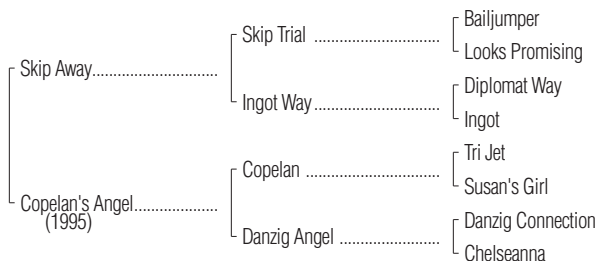 Bailjumper
Skip Trial ................................
Looks Promising
Skip Away................................
Diplomat Way
Ingot Way................................
Ingot
Tri Jet
Copelan ..................................
Susan's Girl
Copelan's Angel.....................
(1995)
Danzig Connection
Danzig Angel .........................
Chelseanna